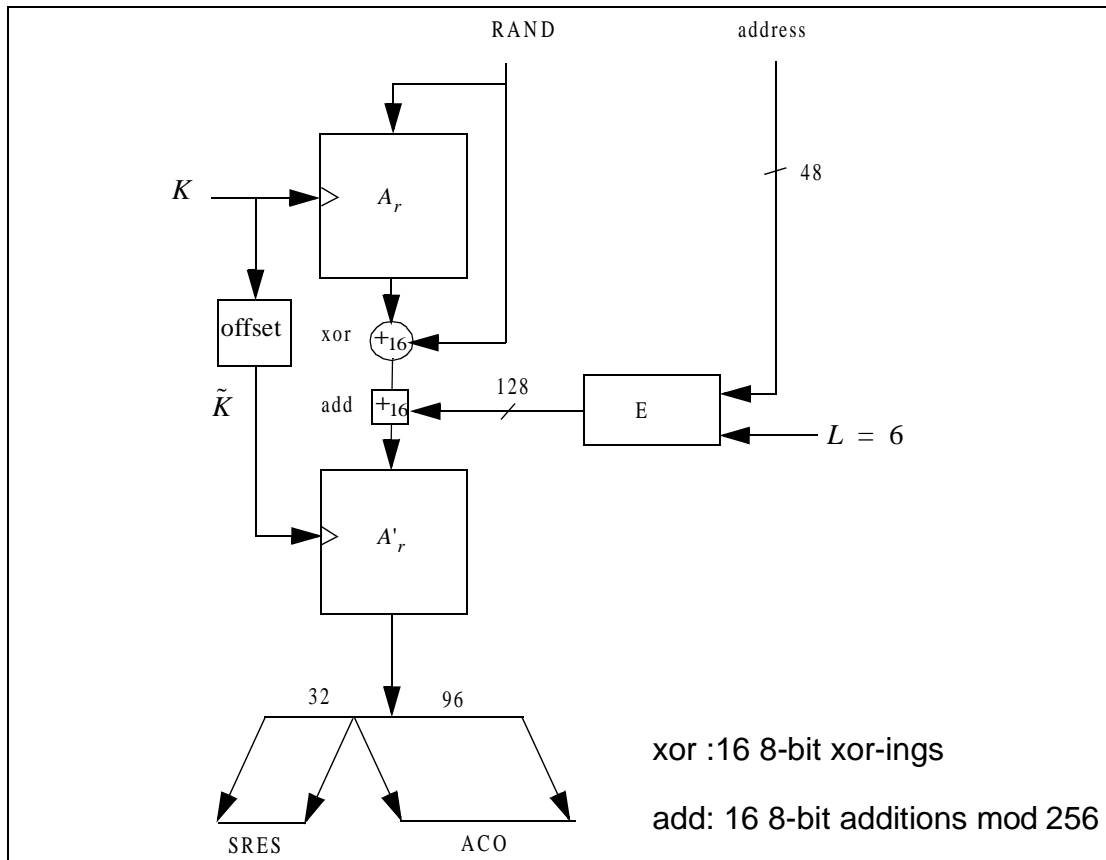 RAND address
48
K
A_r
offset
xor +16
K̃
128
add +16
E
L = 6
A'_r
32 96
xor :16 8-bit xor-ings
add: 16 8-bit additions mod 256
SRES ACO